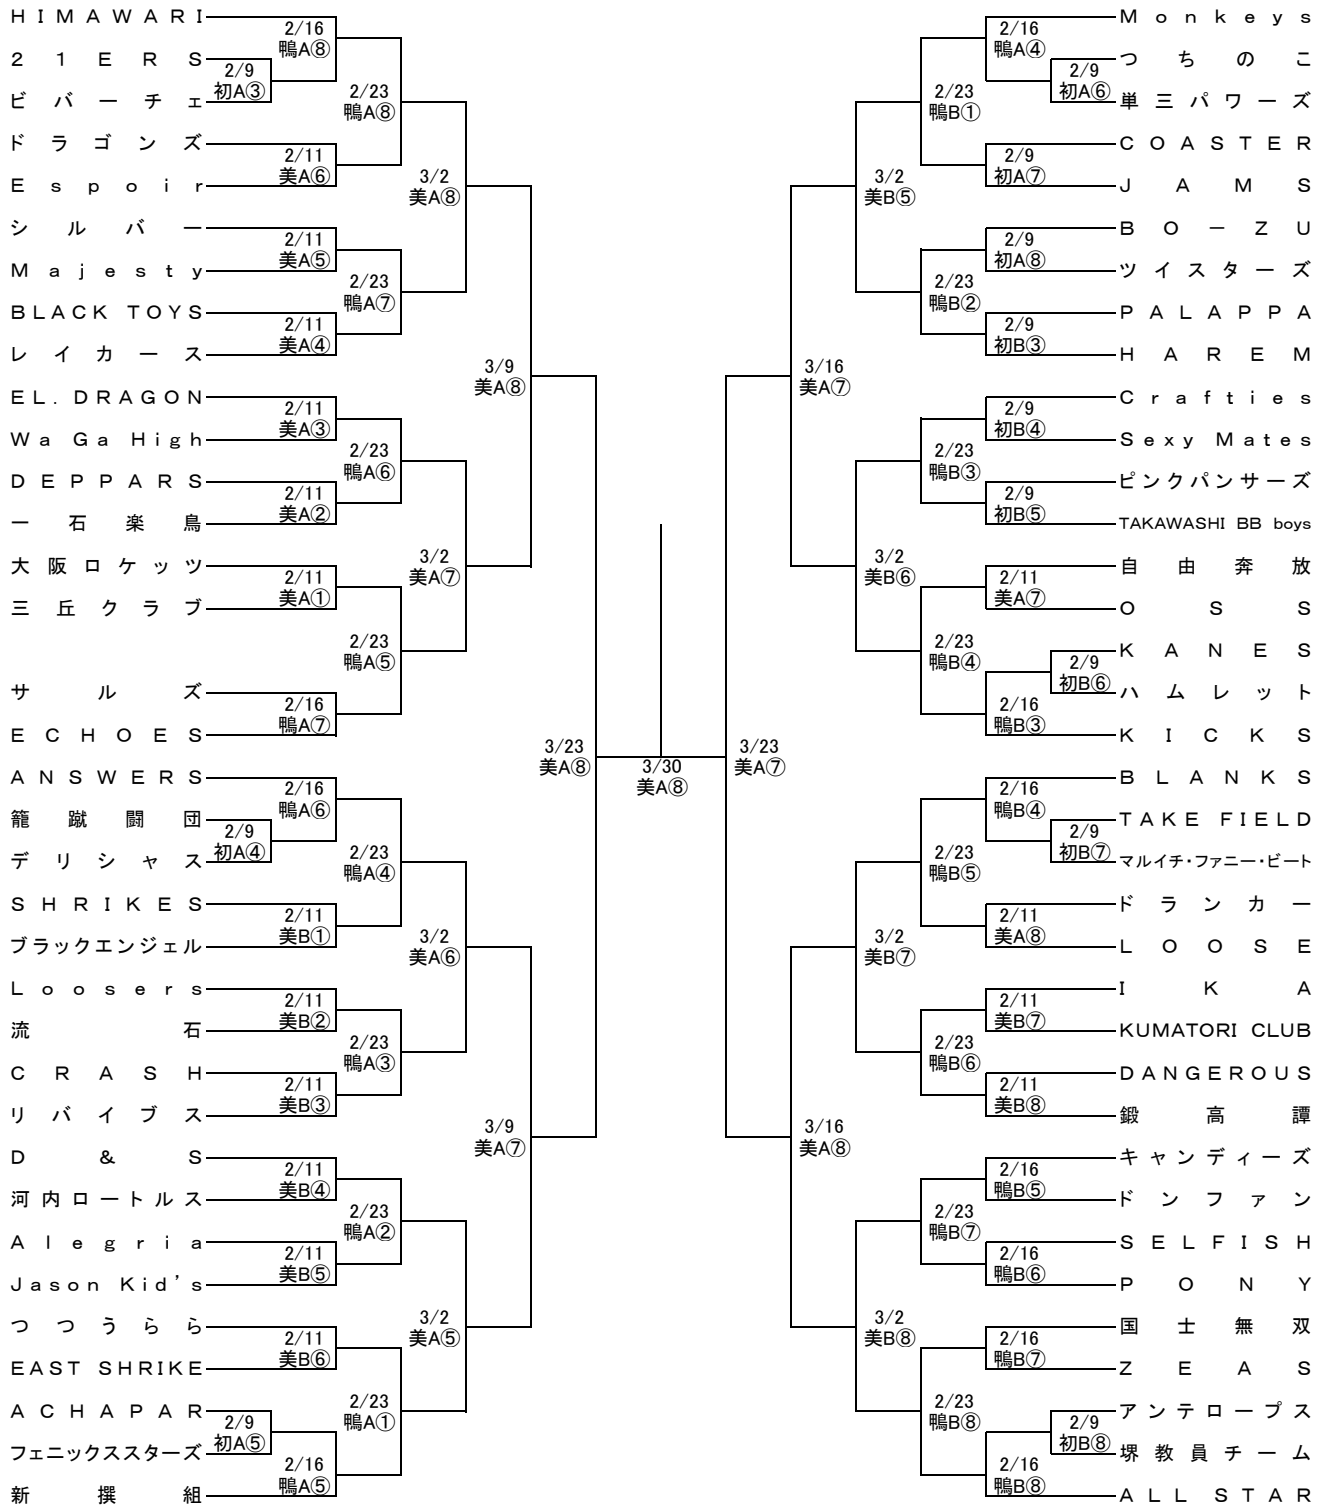 HIMAWARI
21ERS
ビバーチェ
ドラゴンズ
Espoir
シルバー
Majesty
BLACK TOYS
レイカース
EL. DRAGON
Wa Ga High
DEPPARS
一石楽鳥
大阪ロケッツ
三丘クラブ
サルズ
ECHOES
ANSWERS
籠蹴闘団
デリシャス
SHRIKES
ブラックエンジェル
Loosers
流石
CRASH
リバイブス
D&S
河内ロートルス
Alegria
Jason Kid's
つつうらら
EAST SHRIKE
ACHAPAR
フェニックススターズ
新撰組
2/9
初A③
2/9
初A④
2/9
初A⑤
2/16
鴨A⑧
2/11
美A⑥
2/11
美A⑤
2/11
美A④
2/11
美A③
2/11
美A②
2/11
美A①
2/16
鴨A⑦
2/16
鴨A⑥
2/11
美B①
2/11
美B②
2/11
美B③
2/11
美B④
2/11
美B⑤
2/11
美B⑥
2/16
鴨A⑤
2/23
鴨A⑧
2/23
鴨A⑦
2/23
鴨A⑥
2/23
鴨A⑤
2/23
鴨A④
2/23
鴨A③
2/23
鴨A②
2/23
鴨A①
3/2
美A⑧
3/2
美A⑦
3/2
美A⑥
3/2
美A⑤
3/9
美A⑧
3/9
美A⑦
3/23
美A⑧
3/30
美A⑧
3/23
美A⑦
3/16
美A⑦
3/16
美A⑧
3/2
美B⑤
3/2
美B⑥
3/2
美B⑦
3/2
美B⑧
2/23
鴨B①
2/23
鴨B②
2/23
鴨B③
2/23
鴨B④
2/23
鴨B⑤
2/23
鴨B⑥
2/23
鴨B⑦
2/23
鴨B⑧
2/16
鴨A④
2/9
初A⑦
2/9
初A⑧
2/9
初B③
2/9
初B④
2/9
初B⑤
2/11
美A⑦
2/16
鴨B③
2/16
鴨B④
2/11
美A⑧
2/11
美B⑦
2/11
美B⑧
2/16
鴨B⑤
2/16
鴨B⑥
2/16
鴨B⑦
2/16
鴨B⑧
2/9
初A⑥
2/9
初B⑥
2/9
初B⑦
2/9
初B⑧
Monkeys
つちのこ
単三パワーズ
COASTER
JAMS
BO－ZU
ツイスターズ
PALAPPA
HAREM
Crafties
Sexy Mates
ピンクパンサーズ
TAKAWASHI BB boys
自由奔放
OSS
KANES
ハムレット
KICKS
BLANKS
TAKE FIELD
マルイチ・ファニー・ビート
ドランカー
LOOSE
IKA
KUMATORI CLUB
DANGEROUS
鍛高譚
キャンディーズ
ドンファン
SELFISH
PONY
国士無双
ZEAS
アンテロープス
堺教員チーム
ALL STAR